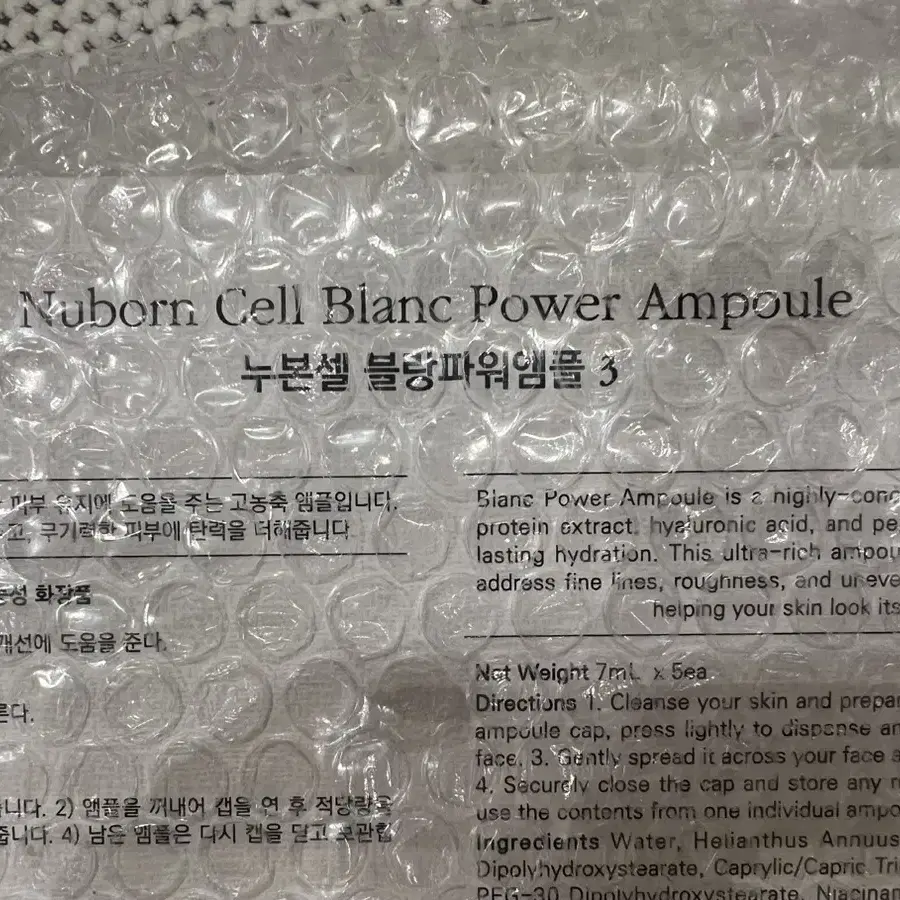 Nuborn Cell Blanc Power Ampoule
누본셀 블랑파워앰플 3
피부 유지에 도움을 주는 고농축 앰플입니다.
고, 무기력한 피부에 탄력을 더해줍니다.
능성 화장품
개선에 도움을 준다.
른다.
니다. 2) 앰플을 꺼내어 캡을 연 후 적당량을
줍니다. 4) 남은 앰플은 다시 캡을 닫고 보관합
Blanc Power Ampoule is a highly-conc
protein extract, hyaluronic acid, and pe
lasting hydration. This ultra-rich ampou
address fine lines, roughness, and uneve
helping your skin look its
Net Weight 7mL x 5ea
Directions 1. Cleanse your skin and prepar
ampoule cap, press lightly to dispense an
face. 3. Gently spread it across your face a
4. Securely close the cap and store any r
use the contents from one individual ampo
Ingredients Water, Helianthus Annuus
Dipolyhydroxystearate, Caprylic/Capric Tri
PEG-30 Dipolyhydroxystearate, Niacinam